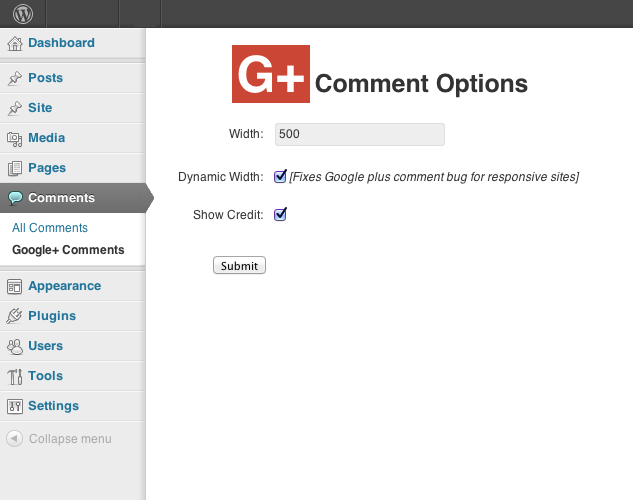 Dashboard
Posts
Site
Media
Pages
Comments
All Comments
Google+ Comments
Appearance
Plugins
Users
Tools
Settings
Collapse menu
G+ Comment Options
Width: 500
Dynamic Width: [Fixes Google plus comment bug for responsive sites]
Show Credit:
Submit